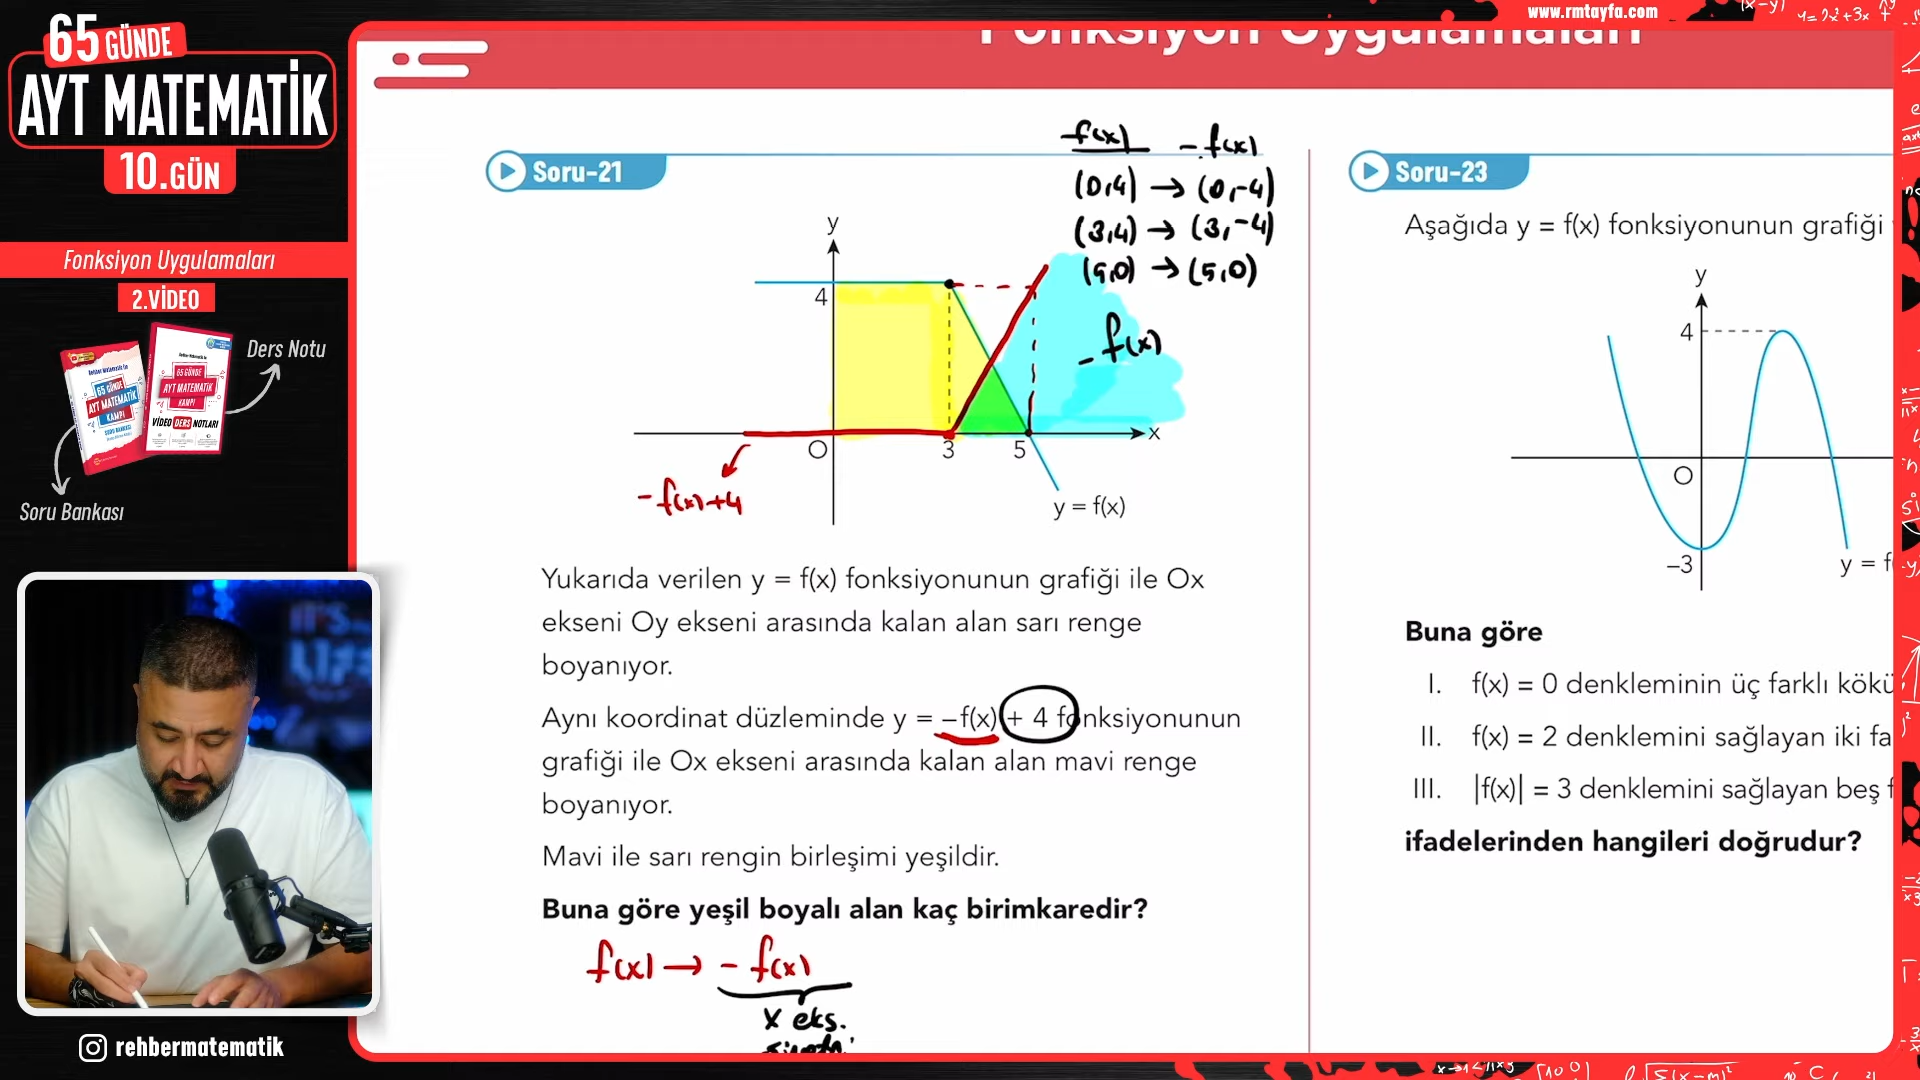 65 GÜNDE
AYT MATEMATİK
10.GÜN
Fonksiyon Uygulamaları
2.VİDEO
Ders Notu
Soru Bankası
rehbermatematik
www.rmtayfa.com
Fonksiyon Uygulamaları
Soru-21
f(x) -f(x)
(0,4) → (0,-4)
(3,4) → (3,-4)
(5,0) → (5,0)
-f(x)
y
4
O 3 5 x
-f(x)+4
y = f(x)
Yukarıda verilen y = f(x) fonksiyonunun grafiği ile Ox
ekseni Oy ekseni arasında kalan alan sarı renge
boyanıyor.
Aynı koordinat düzleminde y = –f(x) + 4 fonksiyonunun
grafiği ile Ox ekseni arasında kalan alan mavi renge
boyanıyor.
Mavi ile sarı rengin birleşimi yeşildir.
Buna göre yeşil boyalı alan kaç birimkaredir?
f(x) → - f(x)
x eks.
Soru-23
Aşağıda y = f(x) fonksiyonunun grafiği
y
4
O
–3
y = f
Buna göre
I. f(x) = 0 denkleminin üç farklı kökü
II. f(x) = 2 denklemini sağlayan iki fa
III. |f(x)| = 3 denklemini sağlayan beş f
ifadelerinden hangileri doğrudur?